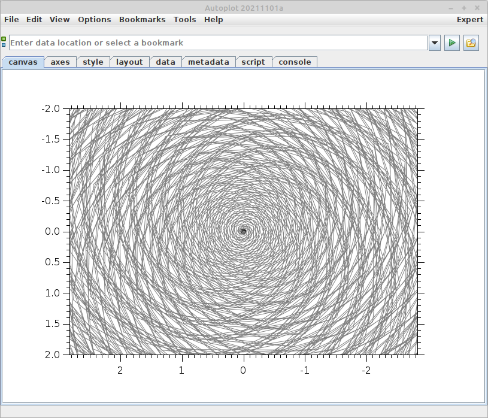 Autoplot 20211101a
File Edit View Options Bookmarks Tools Help Expert
Enter data location or select a bookmark
canvas axes style layout data metadata script console
-2.0
-1.5
-1.0
-0.5
0.0
0.5
1.0
1.5
2.0
2 1 0 -1 -2